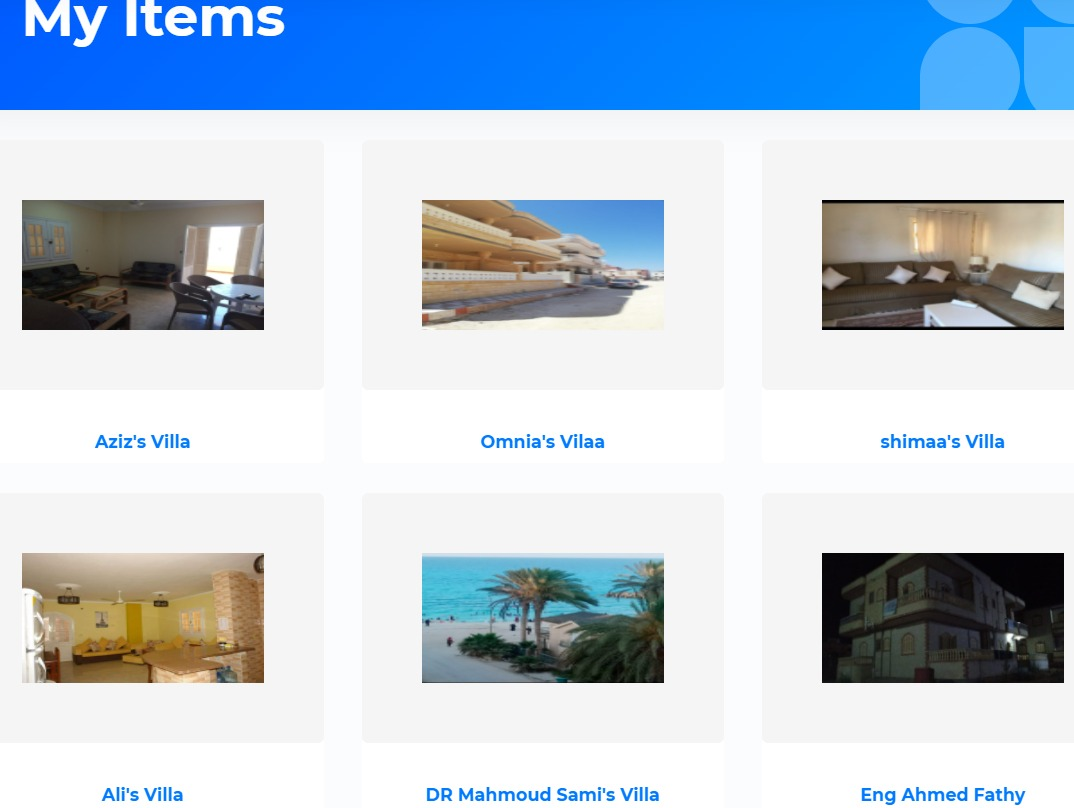 My Items
Aziz's Villa
Omnia's Vilaa
shimaa's Villa
Ali's Villa
DR Mahmoud Sami's Villa
Eng Ahmed Fathy